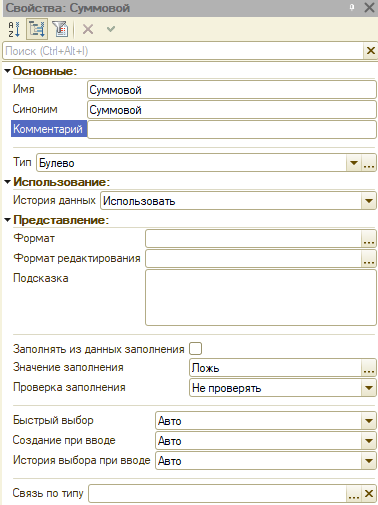 Свойства: Суммовой
Поиск (Ctrl+Alt+I)
Основные:
Имя Суммовой
Синоним Суммовой
Комментарий
Тип Булево
Использование:
История данных Использовать
Представление:
Формат
Формат редактирования
Подсказка
Заполнять из данных заполнения
Значение заполнения Ложь
Проверка заполнения Не проверять
Быстрый выбор Авто
Создание при вводе Авто
История выбора при вводе Авто
Связь по типу